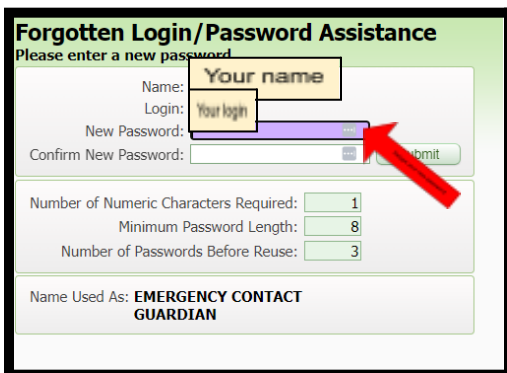 Forgotten Login/Password Assistance
Please enter a new password
Name: Your name
Login: Your login
New Password:
Confirm New Password: Submit
Number of Numeric Characters Required: 1
Minimum Password Length: 8
Number of Passwords Before Reuse: 3
Name Used As: EMERGENCY CONTACT
GUARDIAN